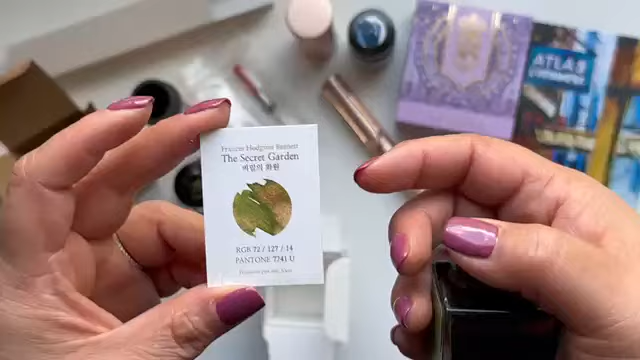 Frances Hodgson Burnett
The Secret Garden
비밀의 화원
RGB 72 / 127 / 14
PANTONE 7741 U
ATLAS